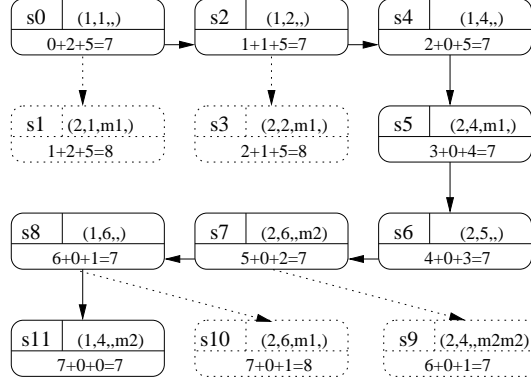 s0 (1,1,,)
0+2+5=7
s2 (1,2,,)
1+1+5=7
s4 (1,4,,)
2+0+5=7
s1 (2,1,m1,)
1+2+5=8
s3 (2,2,m1,)
2+1+5=8
s5 (2,4,m1,)
3+0+4=7
s8 (1,6,,)
6+0+1=7
s7 (2,6,,m2)
5+0+2=7
s6 (2,5,,)
4+0+3=7
s11 (1,4,,m2)
7+0+0=7
s10 (2,6,m1,)
7+0+1=8
s9 (2,4,,m2m2)
6+0+1=7